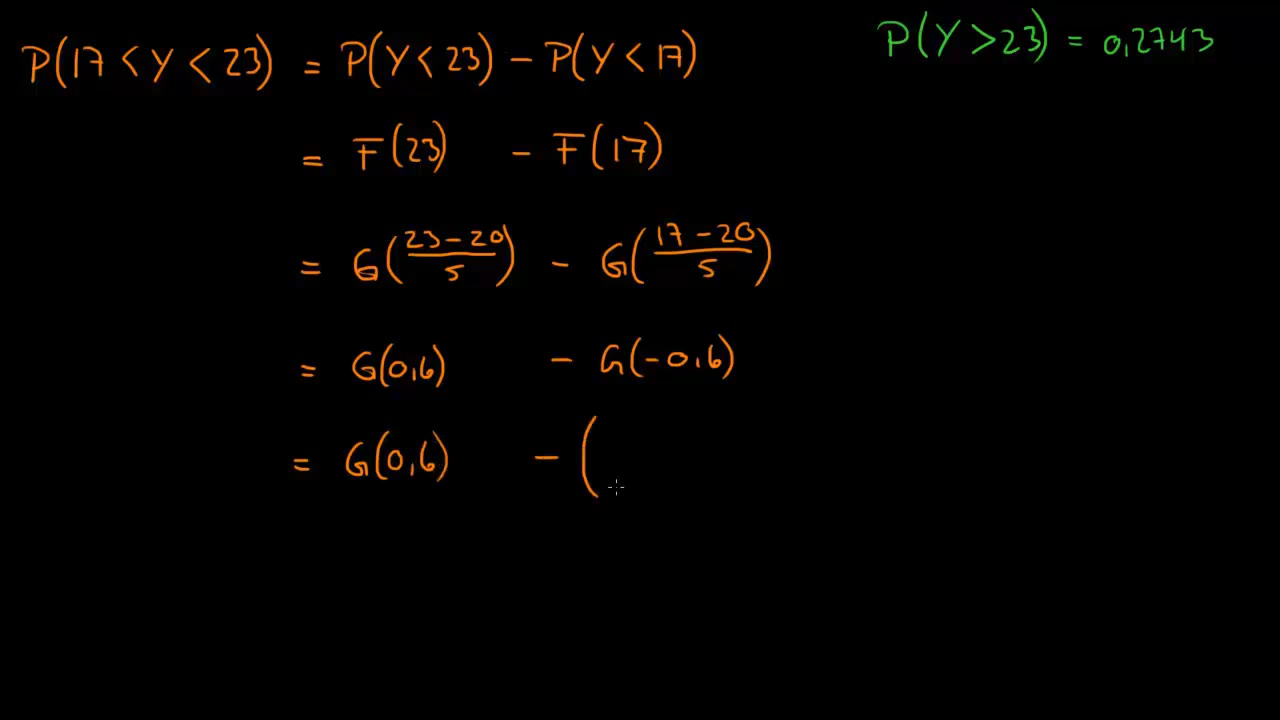 P(17 < Y < 23) = P(Y < 23) - P(Y < 17)
P(Y > 23) = 0,2743
= F(23) - F(17)
= G((23-20)/5) - G((17-20)/5)
= G(0,6) - G(-0,6)
= G(0,6) - (